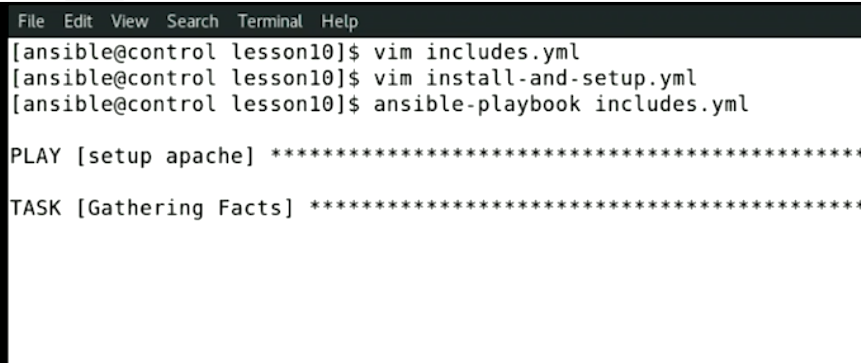 File Edit View Search Terminal Help
[ansible@control lesson10]$ vim includes.yml
[ansible@control lesson10]$ vim install-and-setup.yml
[ansible@control lesson10]$ ansible-playbook includes.yml
PLAY [setup apache] *********************************************
TASK [Gathering Facts] ******************************************